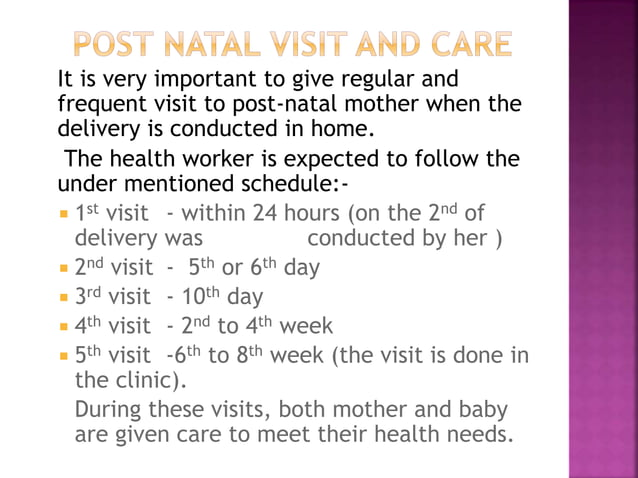 POST NATAL VISIT AND CARE
It is very important to give regular and
frequent visit to post-natal mother when the
delivery is conducted in home.
The health worker is expected to follow the
under mentioned schedule:-
1st visit - within 24 hours (on the 2nd of
delivery was conducted by her )
2nd visit - 5th or 6th day
3rd visit - 10th day
4th visit - 2nd to 4th week
5th visit -6th to 8th week (the visit is done in
the clinic).
During these visits, both mother and baby
are given care to meet their health needs.